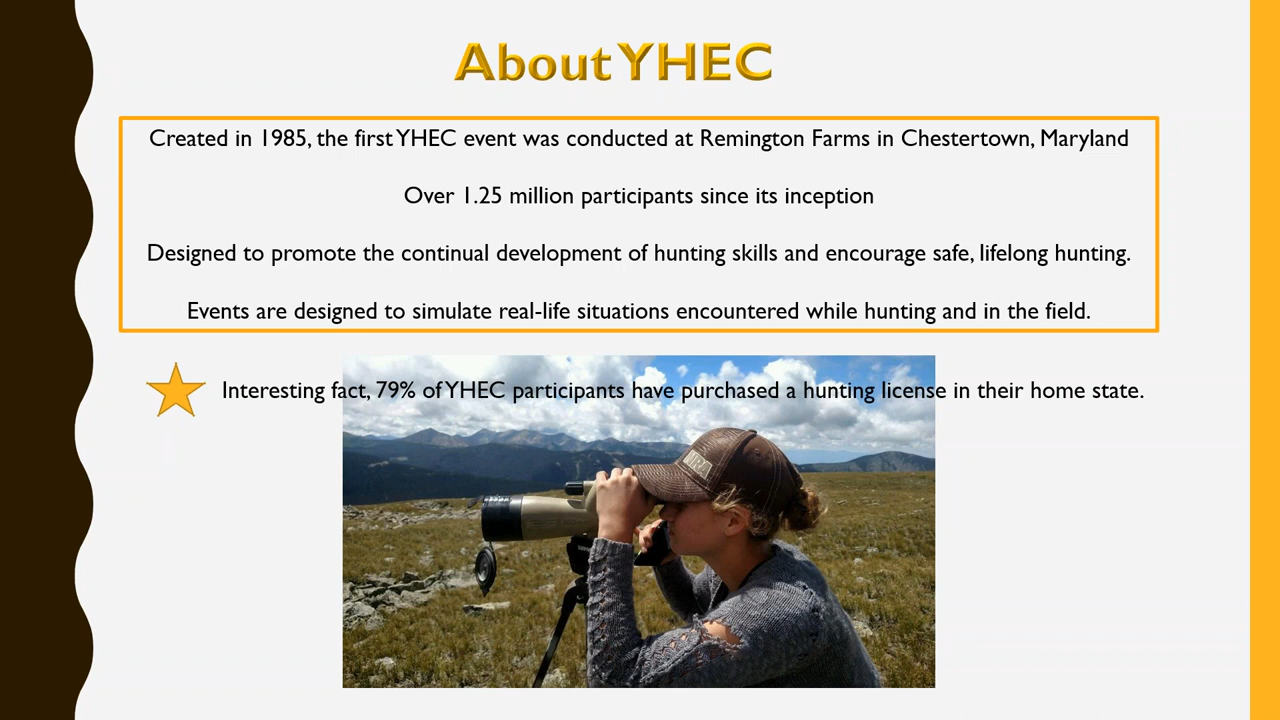 About YHEC
Created in 1985, the first YHEC event was conducted at Remington Farms in Chestertown, Maryland
Over 1.25 million participants since its inception
Designed to promote the continual development of hunting skills and encourage safe, lifelong hunting.
Events are designed to simulate real-life situations encountered while hunting and in the field.
Interesting fact, 79% of YHEC participants have purchased a hunting license in their home state.
NRA